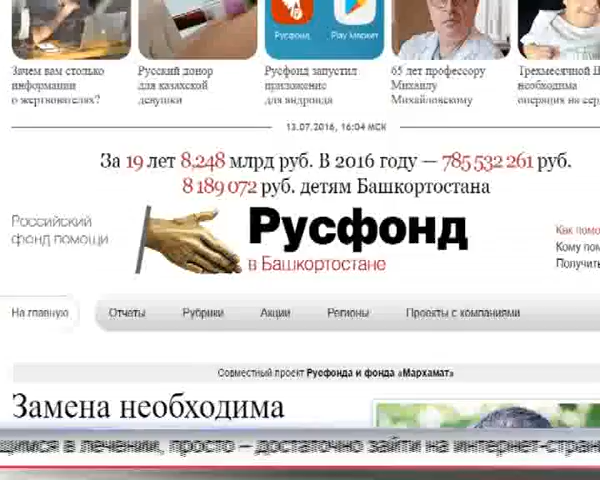 Русфонд
Play Маркет
Зачем вам столько
информации
о жертвователях?
Русский донор
для казахской
девушки
Русфонд запустил
приложение
для андроида
65 лет профессору
Михаилу
Михайловскому
Трехмесячной
необходима
операция на
13.07.2016, 16:04 МСК
За 19 лет 8,248 млрд руб. В 2016 году — 785 532 261 руб.
8 189 072 руб. детям Башкортостана
Российский
фонд помощи
Русфонд
в Башкортостане
Как
Кому
Получить
На главную
Отчеты
Рубрики
Акции
Регионы
Проекты с компаниями
Совместный проект Русфонда и фонда «Мархамат»
Замена необходима
щимся в лечении, просто – достаточно зайти на интернет-стран